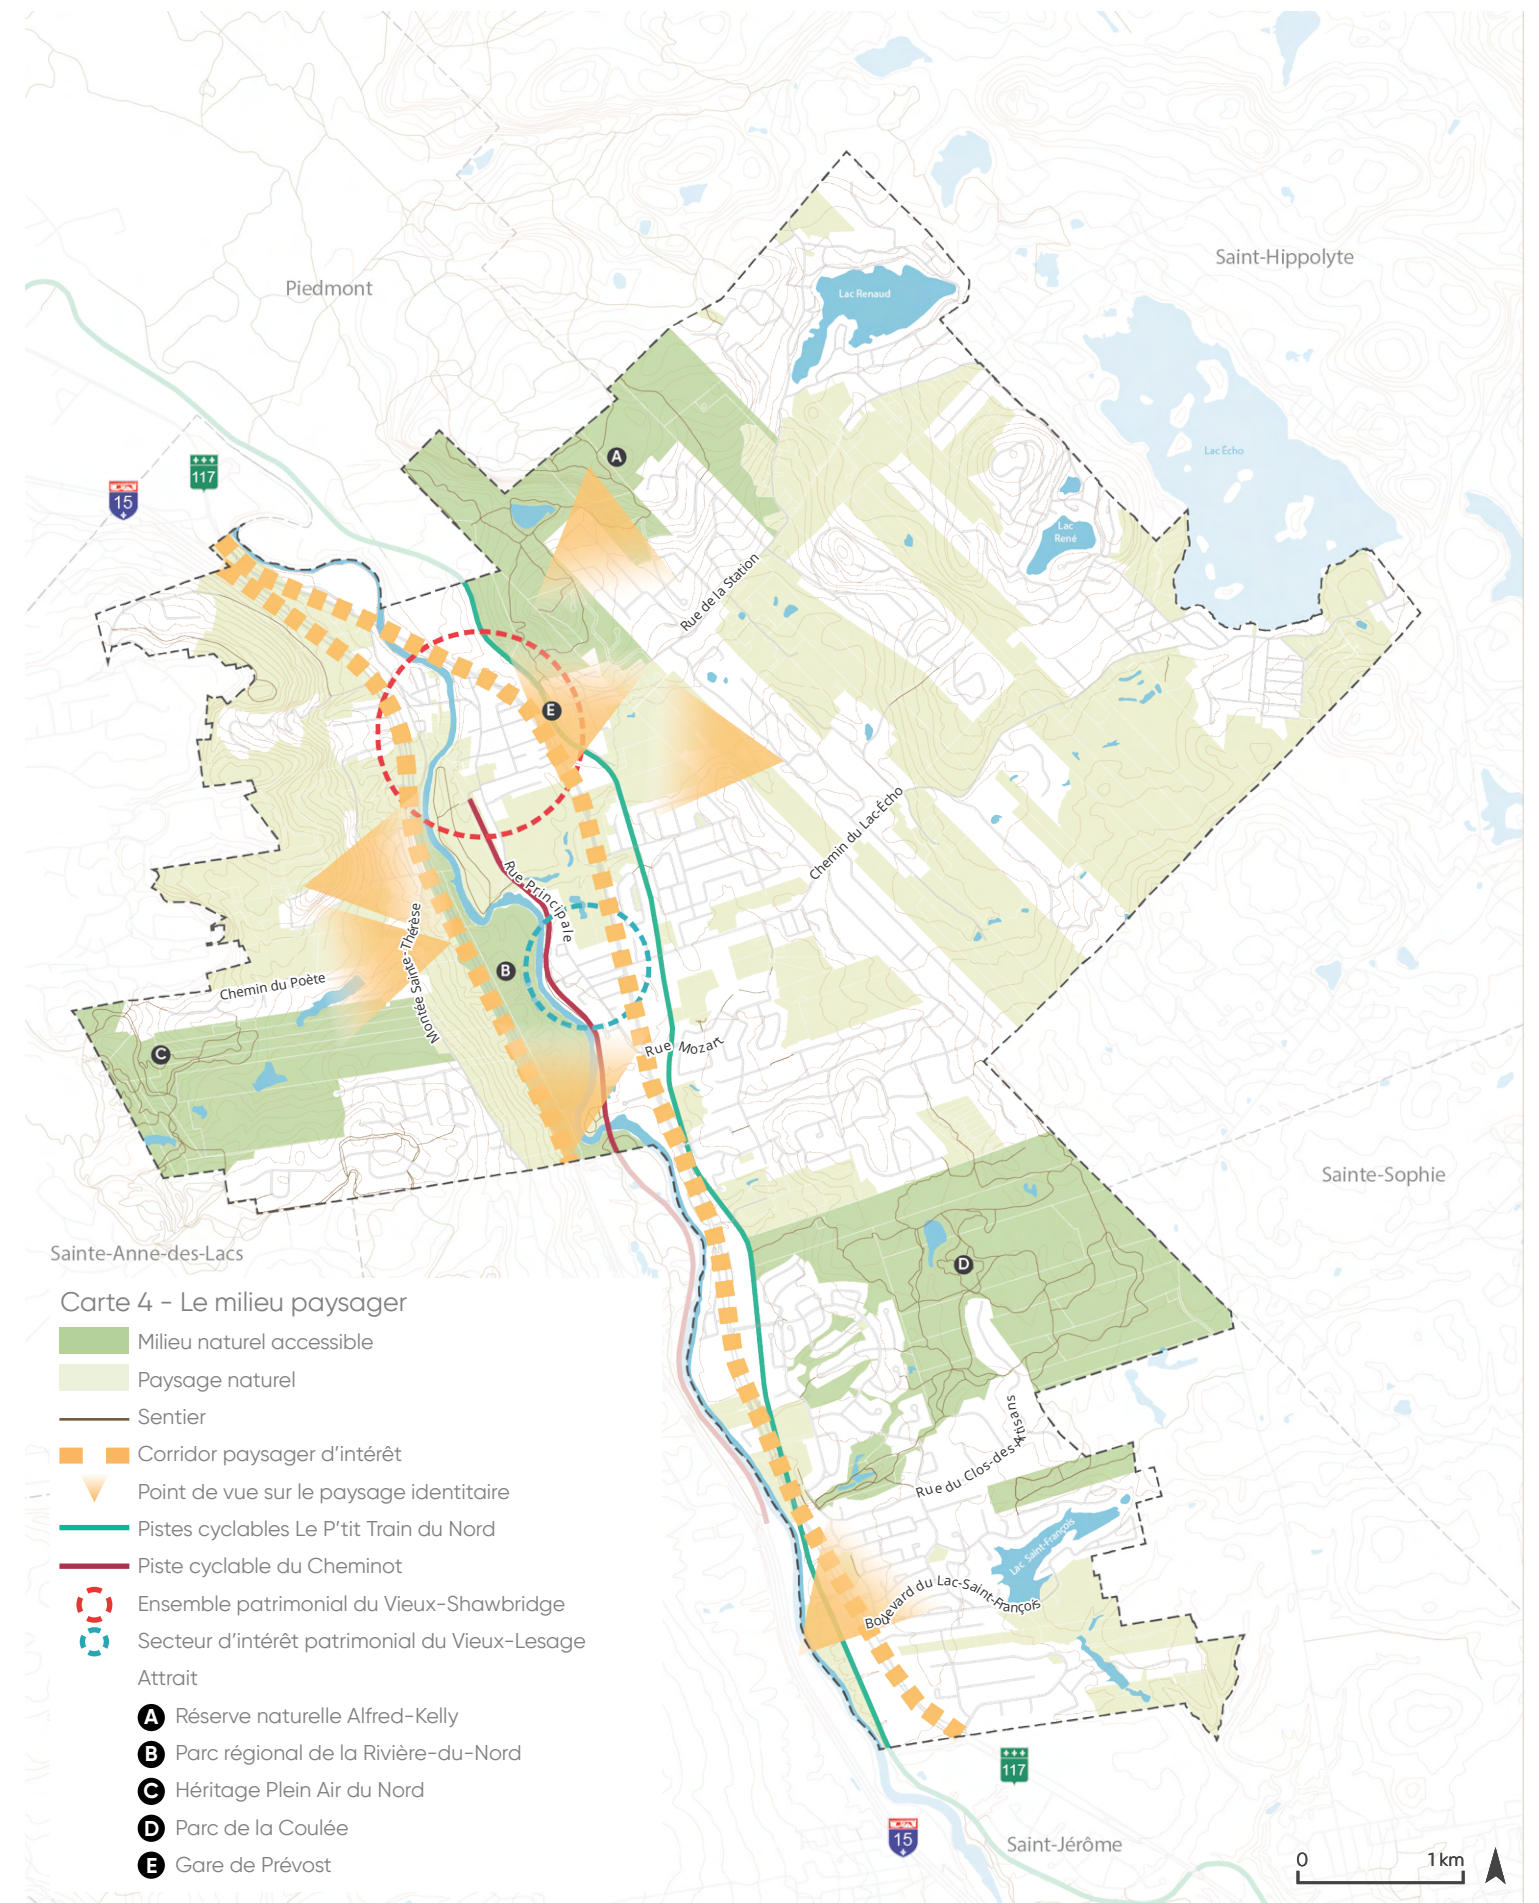 Saint-Hippolyte
Piedmont
Lac Renaud
Lac Écho
117
15
A
Lac
René
Rue de la Station
E
Chemin du Lac-Écho
Rue Principale
Montée Sainte-Thérèse
B
Chemin du Poète
Rue Mozart
C
Sainte-Sophie
Sainte-Anne-des-Lacs
D
Rue du Clos-des-Artisans
Lac Saint-François
Boulevard du Lac-Saint-François
117
15
Saint-Jérôme
0 1 km
Carte 4 - Le milieu paysager
Milieu naturel accessible
Paysage naturel
Sentier
Corridor paysager d'intérêt
Point de vue sur le paysage identitaire
Pistes cyclables Le P'tit Train du Nord
Piste cyclable du Cheminot
Ensemble patrimonial du Vieux-Shawbridge
Secteur d'intérêt patrimonial du Vieux-Lesage
Attrait
A Réserve naturelle Alfred-Kelly
B Parc régional de la Rivière-du-Nord
C Héritage Plein Air du Nord
D Parc de la Coulée
E Gare de Prévost